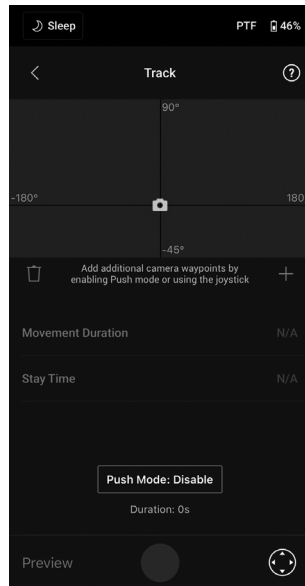 Sleep PTF 46%
Track ?
90°
-180° 180
-45°
Add additional camera waypoints by
enabling Push mode or using the joystick
Movement Duration N/A
Stay Time N/A
Push Mode: Disable
Duration: 0s
Preview